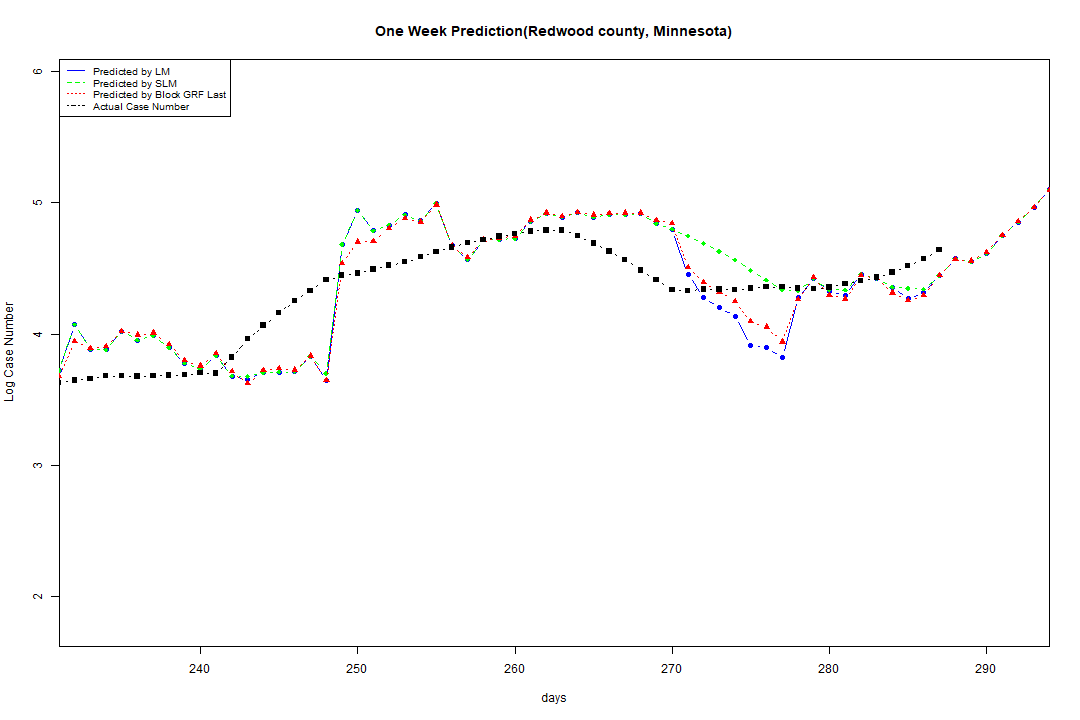 One Week Prediction(Redwood county, Minnesota)
Predicted by LM
Predicted by SLM
Predicted by Block GRF Last
Actual Case Number
6
5
4
3
2
Log Case Number
240 250 260 270 280 290
days